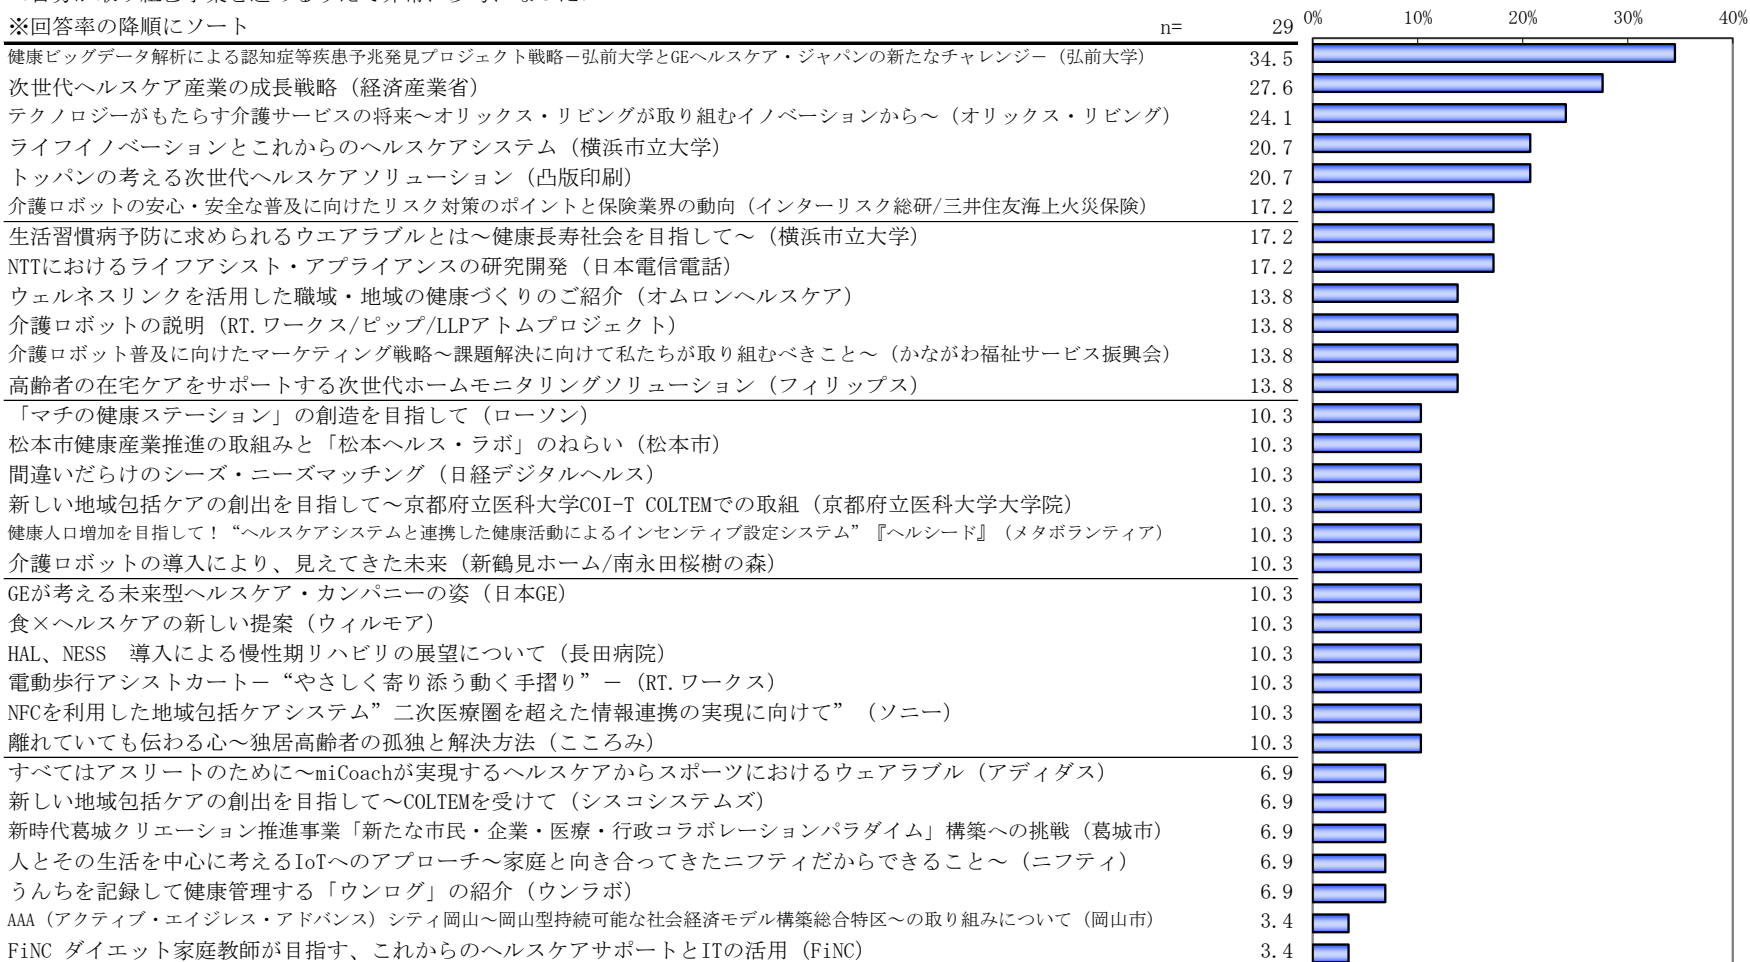 ※回答率の降順にソート n= 29 0% 10% 20% 30% 40%
健康ビッグデータ解析による認知症等疾患予兆発見プロジェクト戦略－弘前大学とGEヘルスケア・ジャパンの新たなチャレンジ－（弘前大学） 34.5
次世代ヘルスケア産業の成長戦略（経済産業省） 27.6
テクノロジーがもたらす介護サービスの将来～オリックス・リビングが取り組むイノベーションから～（オリックス・リビング） 24.1
ライフイノベーションとこれからのヘルスケアシステム（横浜市立大学） 20.7
トッパンの考える次世代ヘルスケアソリューション（凸版印刷） 20.7
介護ロボットの安心・安全な普及に向けたリスク対策のポイントと保険業界の動向（インターリスク総研/三井住友海上火災保険） 17.2
生活習慣病予防に求められるウエアラブルとは～健康長寿社会を目指して～（横浜市立大学） 17.2
NTTにおけるライフアシスト・アプライアンスの研究開発（日本電信電話） 17.2
ウェルネスリンクを活用した職域・地域の健康づくりのご紹介（オムロンヘルスケア） 13.8
介護ロボットの説明（RT.ワークス/ピップ/LLPアトムプロジェクト） 13.8
介護ロボット普及に向けたマーケティング戦略～課題解決に向けて私たちが取り組むべきこと～（かながわ福祉サービス振興会） 13.8
高齢者の在宅ケアをサポートする次世代ホームモニタリングソリューション（フィリップス） 13.8
「マチの健康ステーション」の創造を目指して（ローソン） 10.3
松本市健康産業推進の取組みと「松本ヘルス・ラボ」のねらい（松本市） 10.3
間違いだらけのシーズ・ニーズマッチング（日経デジタルヘルス） 10.3
新しい地域包括ケアの創出を目指して～京都府立医科大学COI-T COLTEMでの取組（京都府立医科大学大学院） 10.3
健康人口増加を目指して！“ヘルスケアシステムと連携した健康活動によるインセンティブ設定システム”『ヘルシード』（メタボランティア） 10.3
介護ロボットの導入により、見えてきた未来（新鶴見ホーム/南永田桜樹の森） 10.3
GEが考える未来型ヘルスケア・カンパニーの姿（日本GE） 10.3
食×ヘルスケアの新しい提案（ウィルモア） 10.3
HAL、NESS　導入による慢性期リハビリの展望について（長田病院） 10.3
電動歩行アシストカート－“やさしく寄り添う動く手摺り”－（RT.ワークス） 10.3
NFCを利用した地域包括ケアシステム”二次医療圏を超えた情報連携の実現に向けて”（ソニー） 10.3
離れていても伝わる心～独居高齢者の孤独と解決方法（こころみ） 10.3
すべてはアスリートのために～miCoachが実現するヘルスケアからスポーツにおけるウェアラブル（アディダス） 6.9
新しい地域包括ケアの創出を目指して～COLTEMを受けて（シスコシステムズ） 6.9
新時代葛城クリエーション推進事業「新たな市民・企業・医療・行政コラボレーションパラダイム」構築への挑戦（葛城市） 6.9
人とその生活を中心に考えるIoTへのアプローチ～家庭と向き合ってきたニフティだからできること～（ニフティ） 6.9
うんちを記録して健康管理する「ウンログ」の紹介（ウンラボ） 6.9
AAA（アクティブ・エイジレス・アドバンス）シティ岡山～岡山型持続可能な社会経済モデル構築総合特区～の取り組みについて（岡山市） 3.4
FiNC ダイエット家庭教師が目指す、これからのヘルスケアサポートとITの活用（FiNC） 3.4